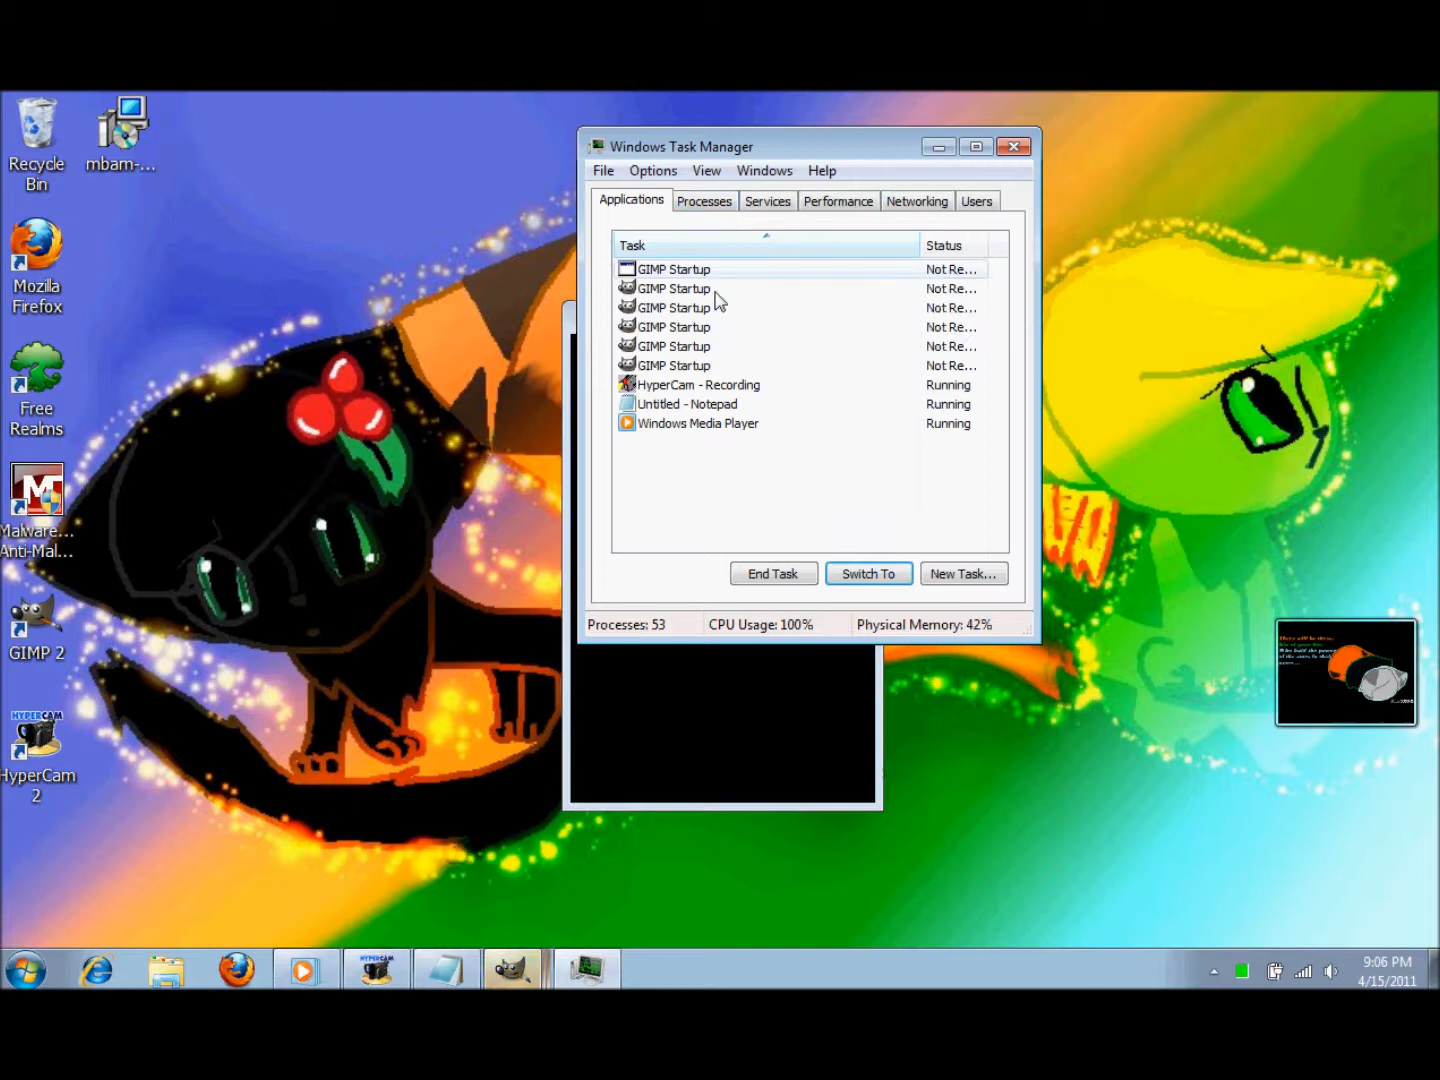 Recycle
Bin
mbam-...
Mozilla
Firefox
Free
Realms
Malware...
Anti-Mal...
GIMP 2
HYPERCAM
HyperCam
2
Windows Task Manager
File Options View Windows Help
Applications Processes Services Performance Networking Users
Task Status
GIMP Startup Not Re...
GIMP Startup Not Re...
GIMP Startup Not Re...
GIMP Startup Not Re...
GIMP Startup Not Re...
GIMP Startup Not Re...
HyperCam - Recording Running
Untitled - Notepad Running
Windows Media Player Running
End Task Switch To New Task...
Processes: 53 CPU Usage: 100% Physical Memory: 42%
HYPERCAM
9:06 PM
4/15/2011